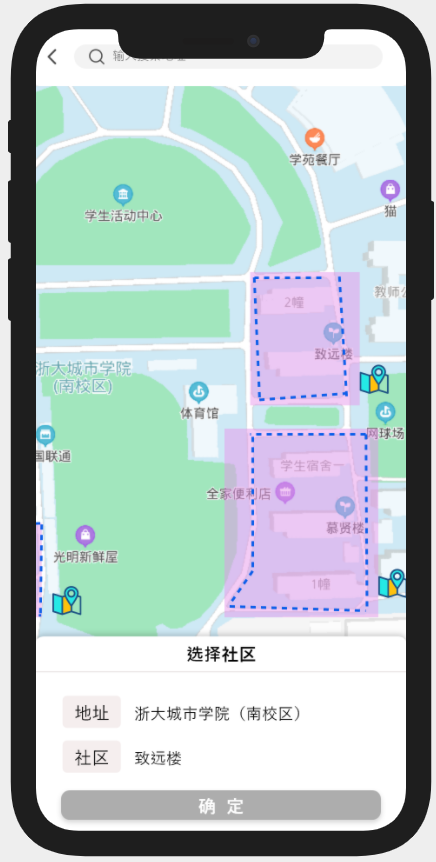 学苑餐厅
学生活动中心
猫
2幢
教师公
致远楼
浙大城市学院
(南校区)
体育馆
网球场
国联通
学生宿舍一
全家便利店
慕贤楼
光明新鲜屋
1幢
选择社区
地址 浙大城市学院（南校区）
社区 致远楼
确 定